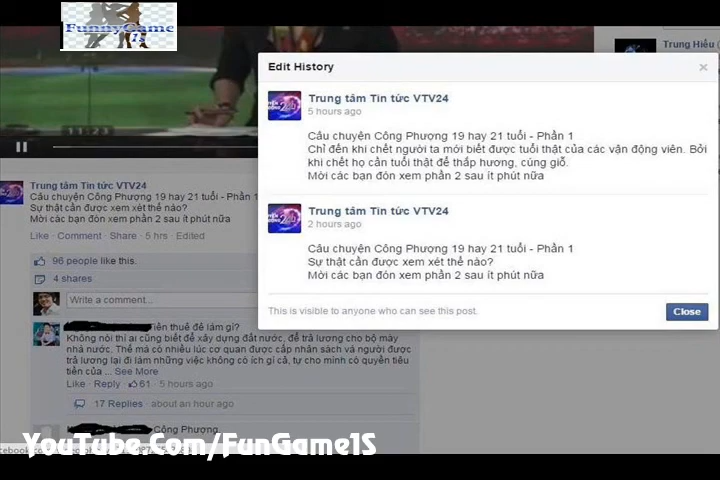 FunnyGame
7s
11:23
Trung Hiếu
Edit History
Trung tâm Tin tức VTV24
5 hours ago
Câu chuyện Công Phượng 19 hay 21 tuổi - Phần 1
Chỉ đến khi chết người ta mới biết được tuổi thật của các vận động viên. Bởi
khi chết họ cần tuổi thật để thắp hương, cúng giỗ.
Mời các bạn đón xem phần 2 sau ít phút nữa
Trung tâm Tin tức VTV24
2 hours ago
Câu chuyện Công Phượng 19 hay 21 tuổi - Phần 1
Sự thật cần được xem xét thế nào?
Mời các bạn đón xem phần 2 sau ít phút nữa
This is visible to anyone who can see this post.
Close
Trung tâm Tin tức VTV24
Câu chuyện Công Phượng 19 hay 21 tuổi - Phần 1
Sự thật cần được xem xét thế nào?
Mời các bạn đón xem phần 2 sau ít phút nữa
Like · Comment · Share · 5 hrs · Edited
96 people like this.
4 shares
Write a comment...
Tiền thuê để làm gì?
Không nói thì ai cũng biết để xây dựng đất nước, để trả lương cho bộ máy
nhà nước. Thế mà có nhiều lúc cơ quan được cấp nhân sách và người được
trả lương lại đi làm những việc không có ích gì cả, tự cho mình có quyền tiêu
tiền của ... See More
Like · Reply · 61 · 5 hours ago
17 Replies · about an hour ago
Công Phượng.
YouTube.Com/FunGame1S